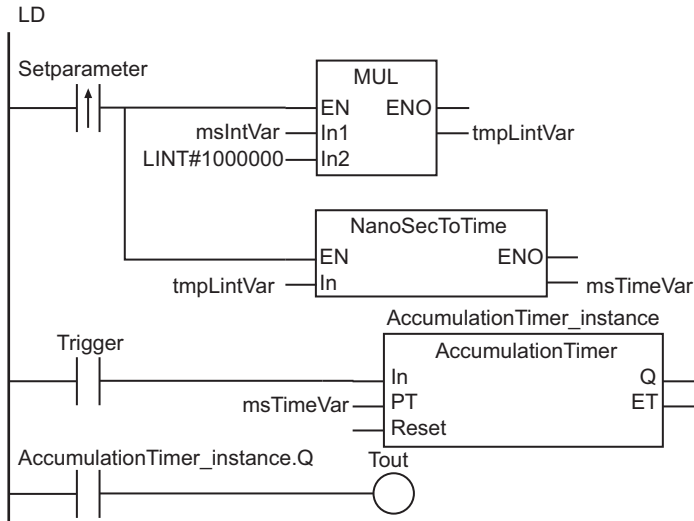 LD
Setparameter
MUL
EN ENO
msIntVar In1 tmpLintVar
LINT#1000000 In2
NanoSecToTime
EN ENO
tmpLintVar In msTimeVar
AccumulationTimer_instance
Trigger AccumulationTimer
In Q
msTimeVar PT ET
Reset
AccumulationTimer_instance.Q Tout